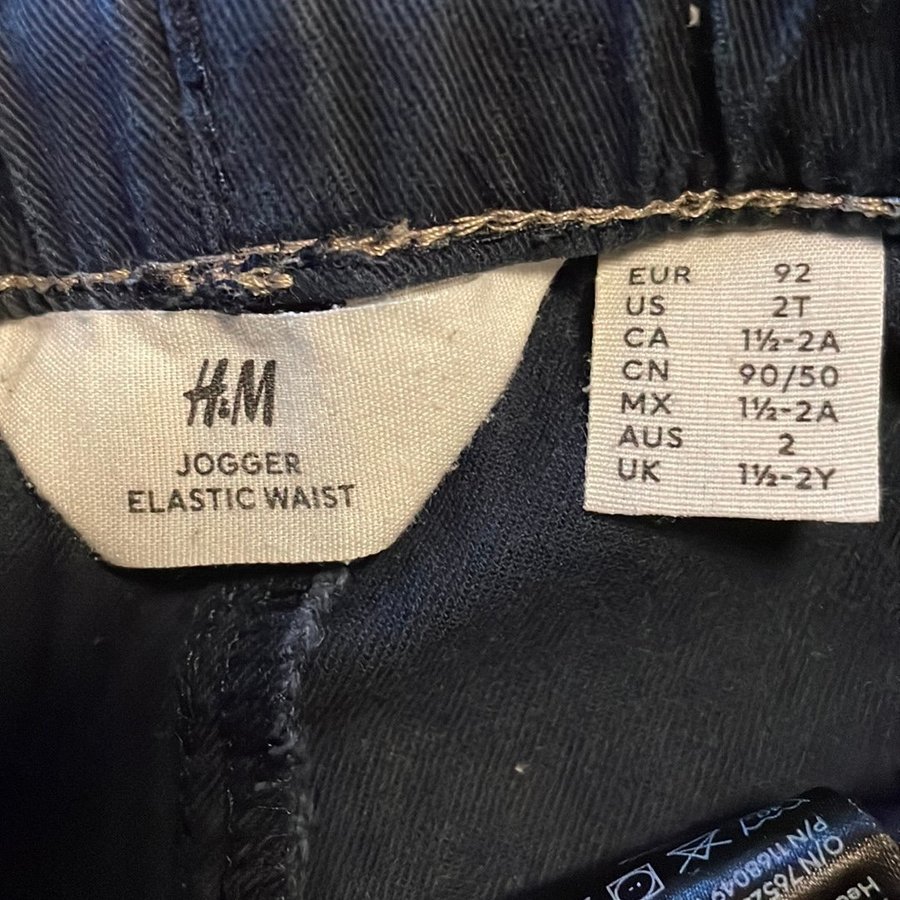 H&M
JOGGER
ELASTIC WAIST
EUR 92
US 2T
CA 1½-2A
CN 90/50
MX 1½-2A
AUS 2
UK 1½-2Y
P/N 1168049